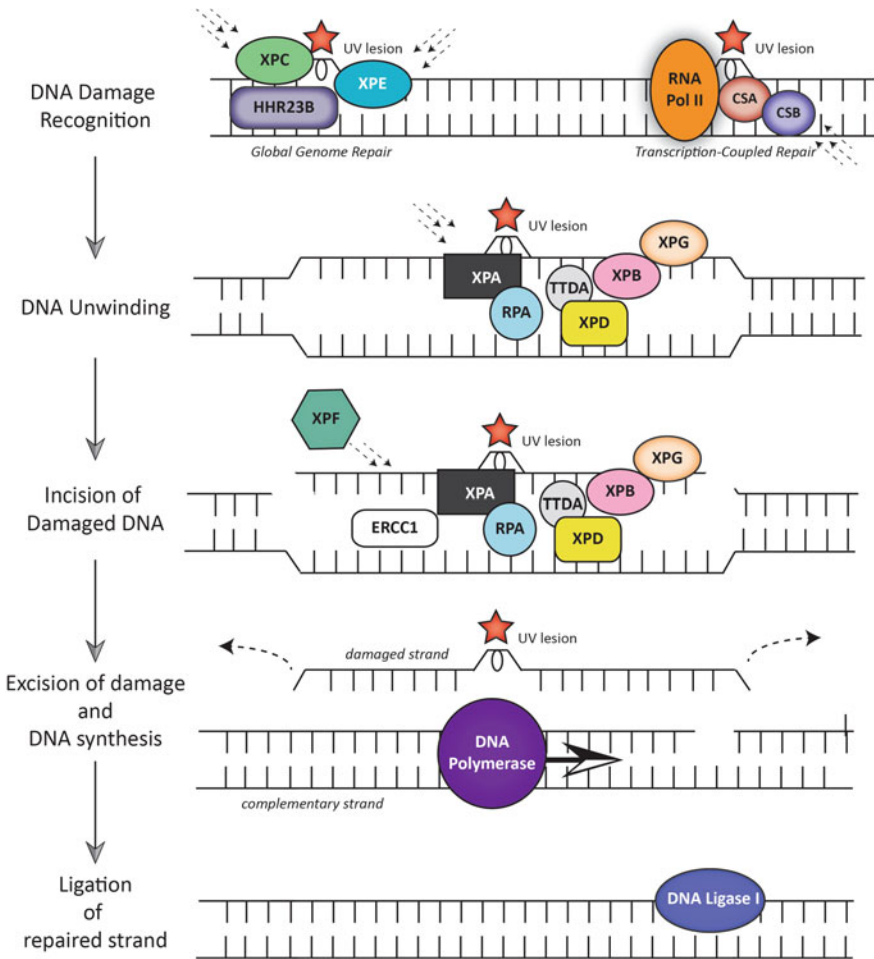 UV lesion
XPC
XPE
HHR23B
DNA Damage
Recognition
Global Genome Repair
UV lesion
RNA
Pol II
CSA
CSB
Transcription-Coupled Repair
DNA Unwinding
UV lesion
XPA
RPA
TTDA
XPB
XPG
XPD
Incision of
Damaged DNA
XPF
UV lesion
XPA
ERCC1
RPA
TTDA
XPB
XPG
XPD
Excision of damage
and
DNA synthesis
UV lesion
damaged strand
DNA
Polymerase
complementary strand
Ligation
of
repaired strand
DNA Ligase I